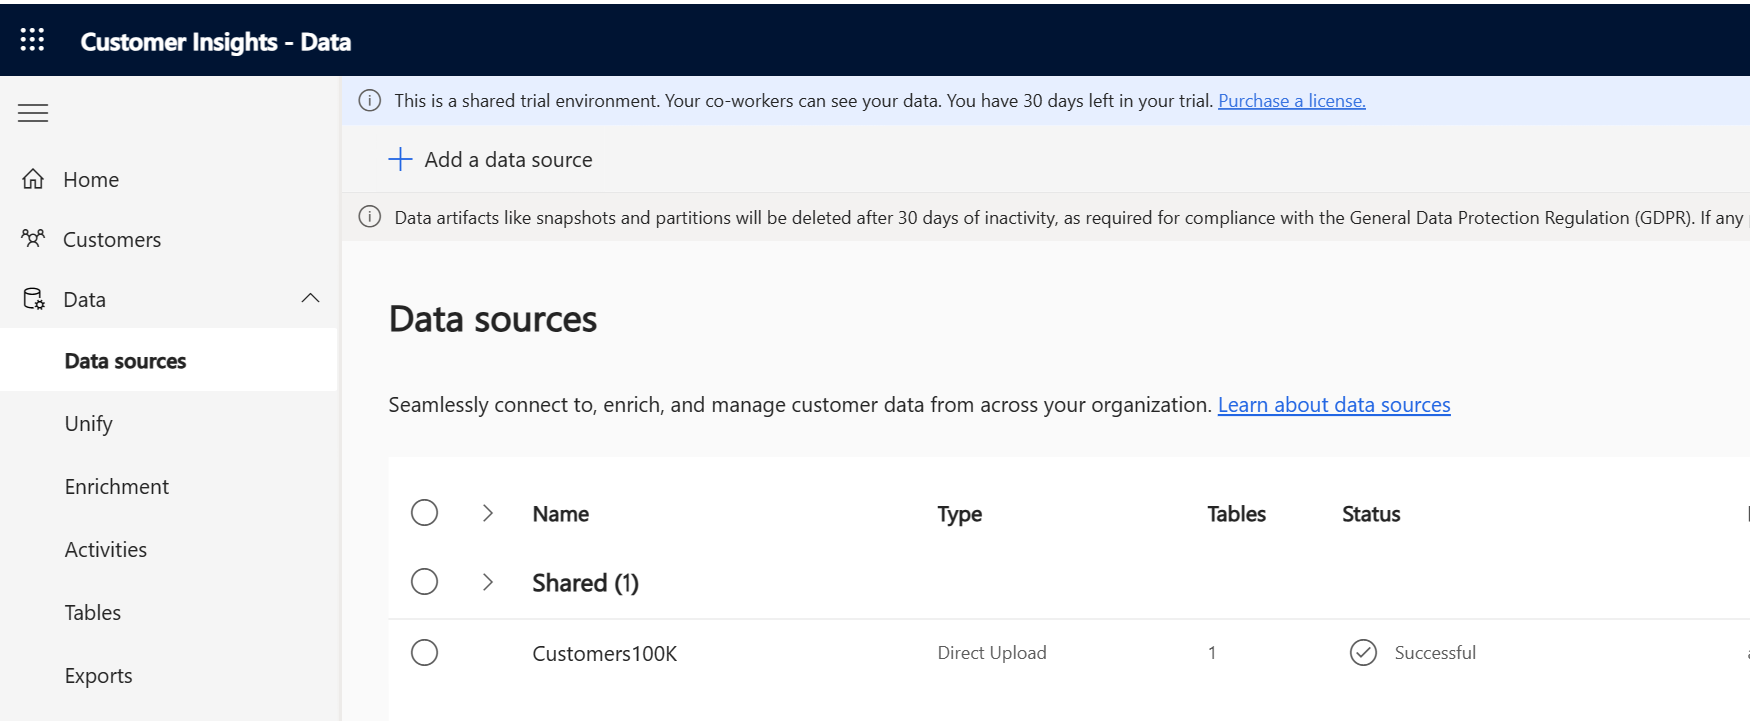 Customer Insights - Data
This is a shared trial environment. Your co-workers can see your data. You have 30 days left in your trial. Purchase a license.
Add a data source
Data artifacts like snapshots and partitions will be deleted after 30 days of inactivity, as required for compliance with the General Data Protection Regulation (GDPR). If any
Home
Customers
Data
Data sources
Unify
Enrichment
Activities
Tables
Exports
Data sources
Seamlessly connect to, enrich, and manage customer data from across your organization. Learn about data sources
Name Type Tables Status
Shared (1)
Customers100K Direct Upload 1 Successful